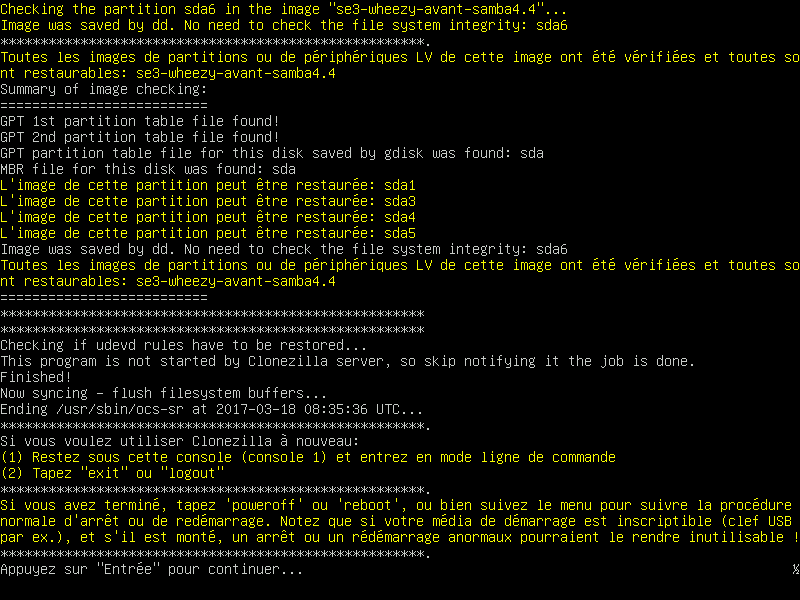 Checking the partition sda6 in the image "se3-wheezy-avant-samba4.4"...
Image was saved by dd. No need to check the file system integrity: sda6
*****************************************************.
Toutes les images de partitions ou de périphériques LV de cette image ont été vérifiées et toutes so
nt restaurables: se3-wheezy-avant-samba4.4
Summary of image checking:
==========================
GPT 1st partition table file found!
GPT 2nd partition table file found!
GPT partition table file for this disk saved by gdisk was found: sda
MBR file for this disk was found: sda
L'image de cette partition peut être restaurée: sda1
L'image de cette partition peut être restaurée: sda3
L'image de cette partition peut être restaurée: sda4
L'image de cette partition peut être restaurée: sda5
Image was saved by dd. No need to check the file system integrity: sda6
Toutes les images de partitions ou de périphériques LV de cette image ont été vérifiées et toutes so
nt restaurables: se3-wheezy-avant-samba4.4
==========================
*****************************************************
*****************************************************
Checking if udevd rules have to be restored...
This program is not started by Clonezilla server, so skip notifying it the job is done.
Finished!
Now syncing - flush filesystem buffers...
Ending /usr/sbin/ocs-sr at 2017-03-18 08:35:36 UTC...
*****************************************************.
Si vous voulez utiliser Clonezilla à nouveau:
(1) Restez sous cette console (console 1) et entrez en mode ligne de commande
(2) Tapez "exit" ou "logout"
*****************************************************.
Si vous avez terminé, tapez 'poweroff' ou 'reboot', ou bien suivez le menu pour suivre la procédure
normale d'arrêt ou de redémarrage. Notez que si votre média de démarrage est inscriptible (clef USB
par ex.), et s'il est monté, un arrêt ou un rédémarrage anormaux pourraient le rendre inutilisable !
*****************************************************.
Appuyez sur "Entrée" pour continuer...